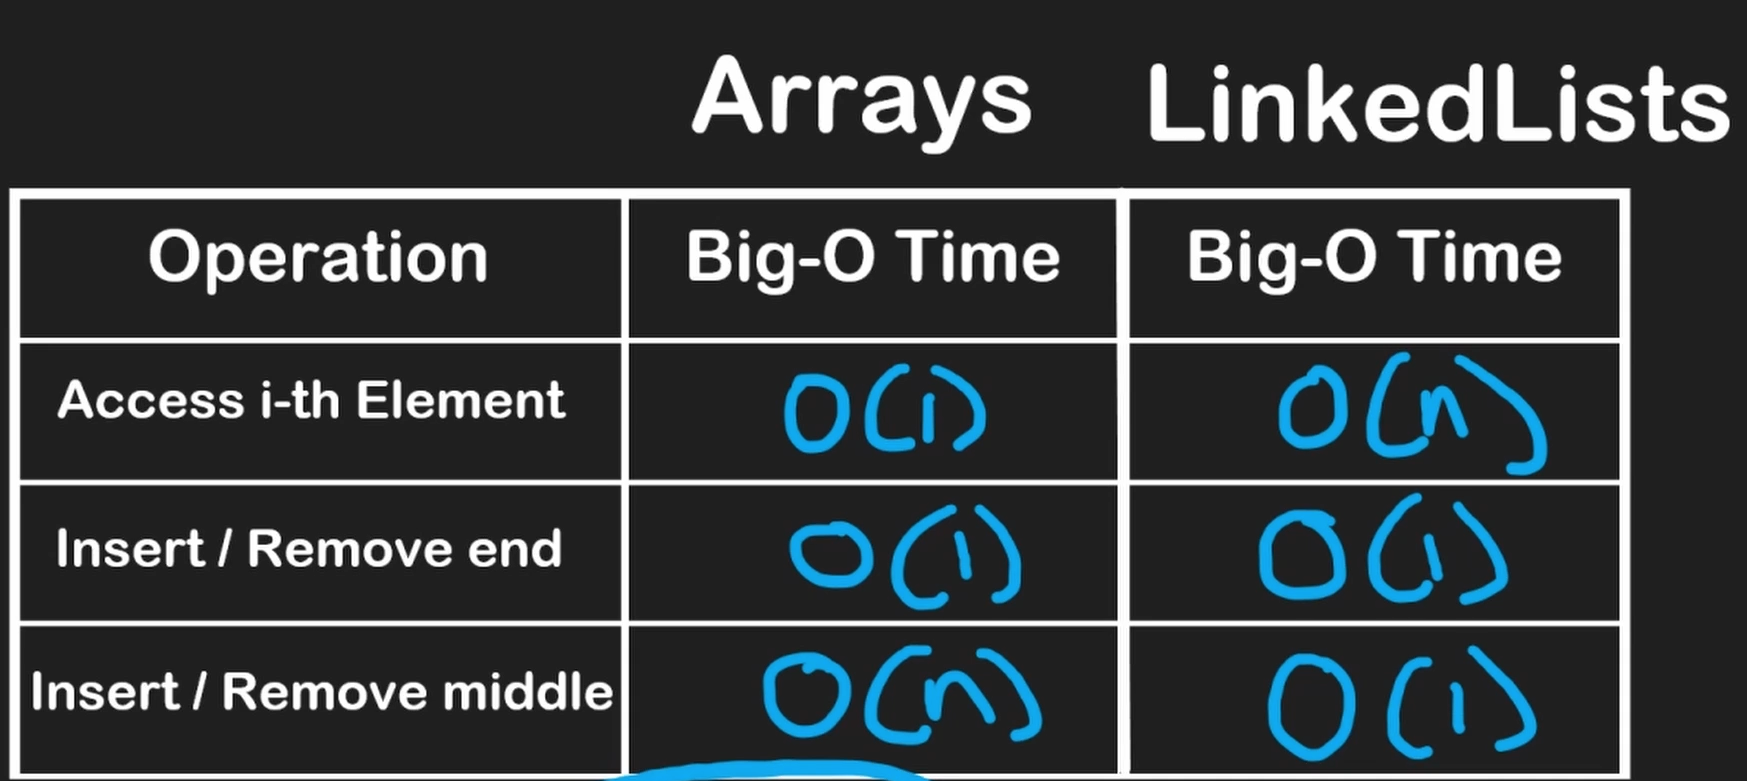 Arrays LinkedLists
Operation Big-O Time Big-O Time
Access i-th Element O(1) O(n)
Insert / Remove end O(1) O(1)
Insert / Remove middle O(n) O(1)